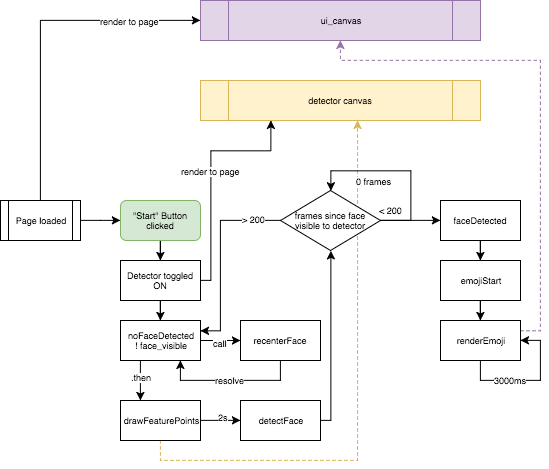 ui_canvas
render to page
detector canvas
render to page
0 frames
Page loaded
"Start" Button
clicked
> 200
frames since face
visible to detector
< 200
faceDetected
Detector toggled
ON
emojiStart
noFaceDetected
! face_visible
call
recenterFace
renderEmoji
.then
resolve
3000ms
drawFeaturePoints
2s
detectFace